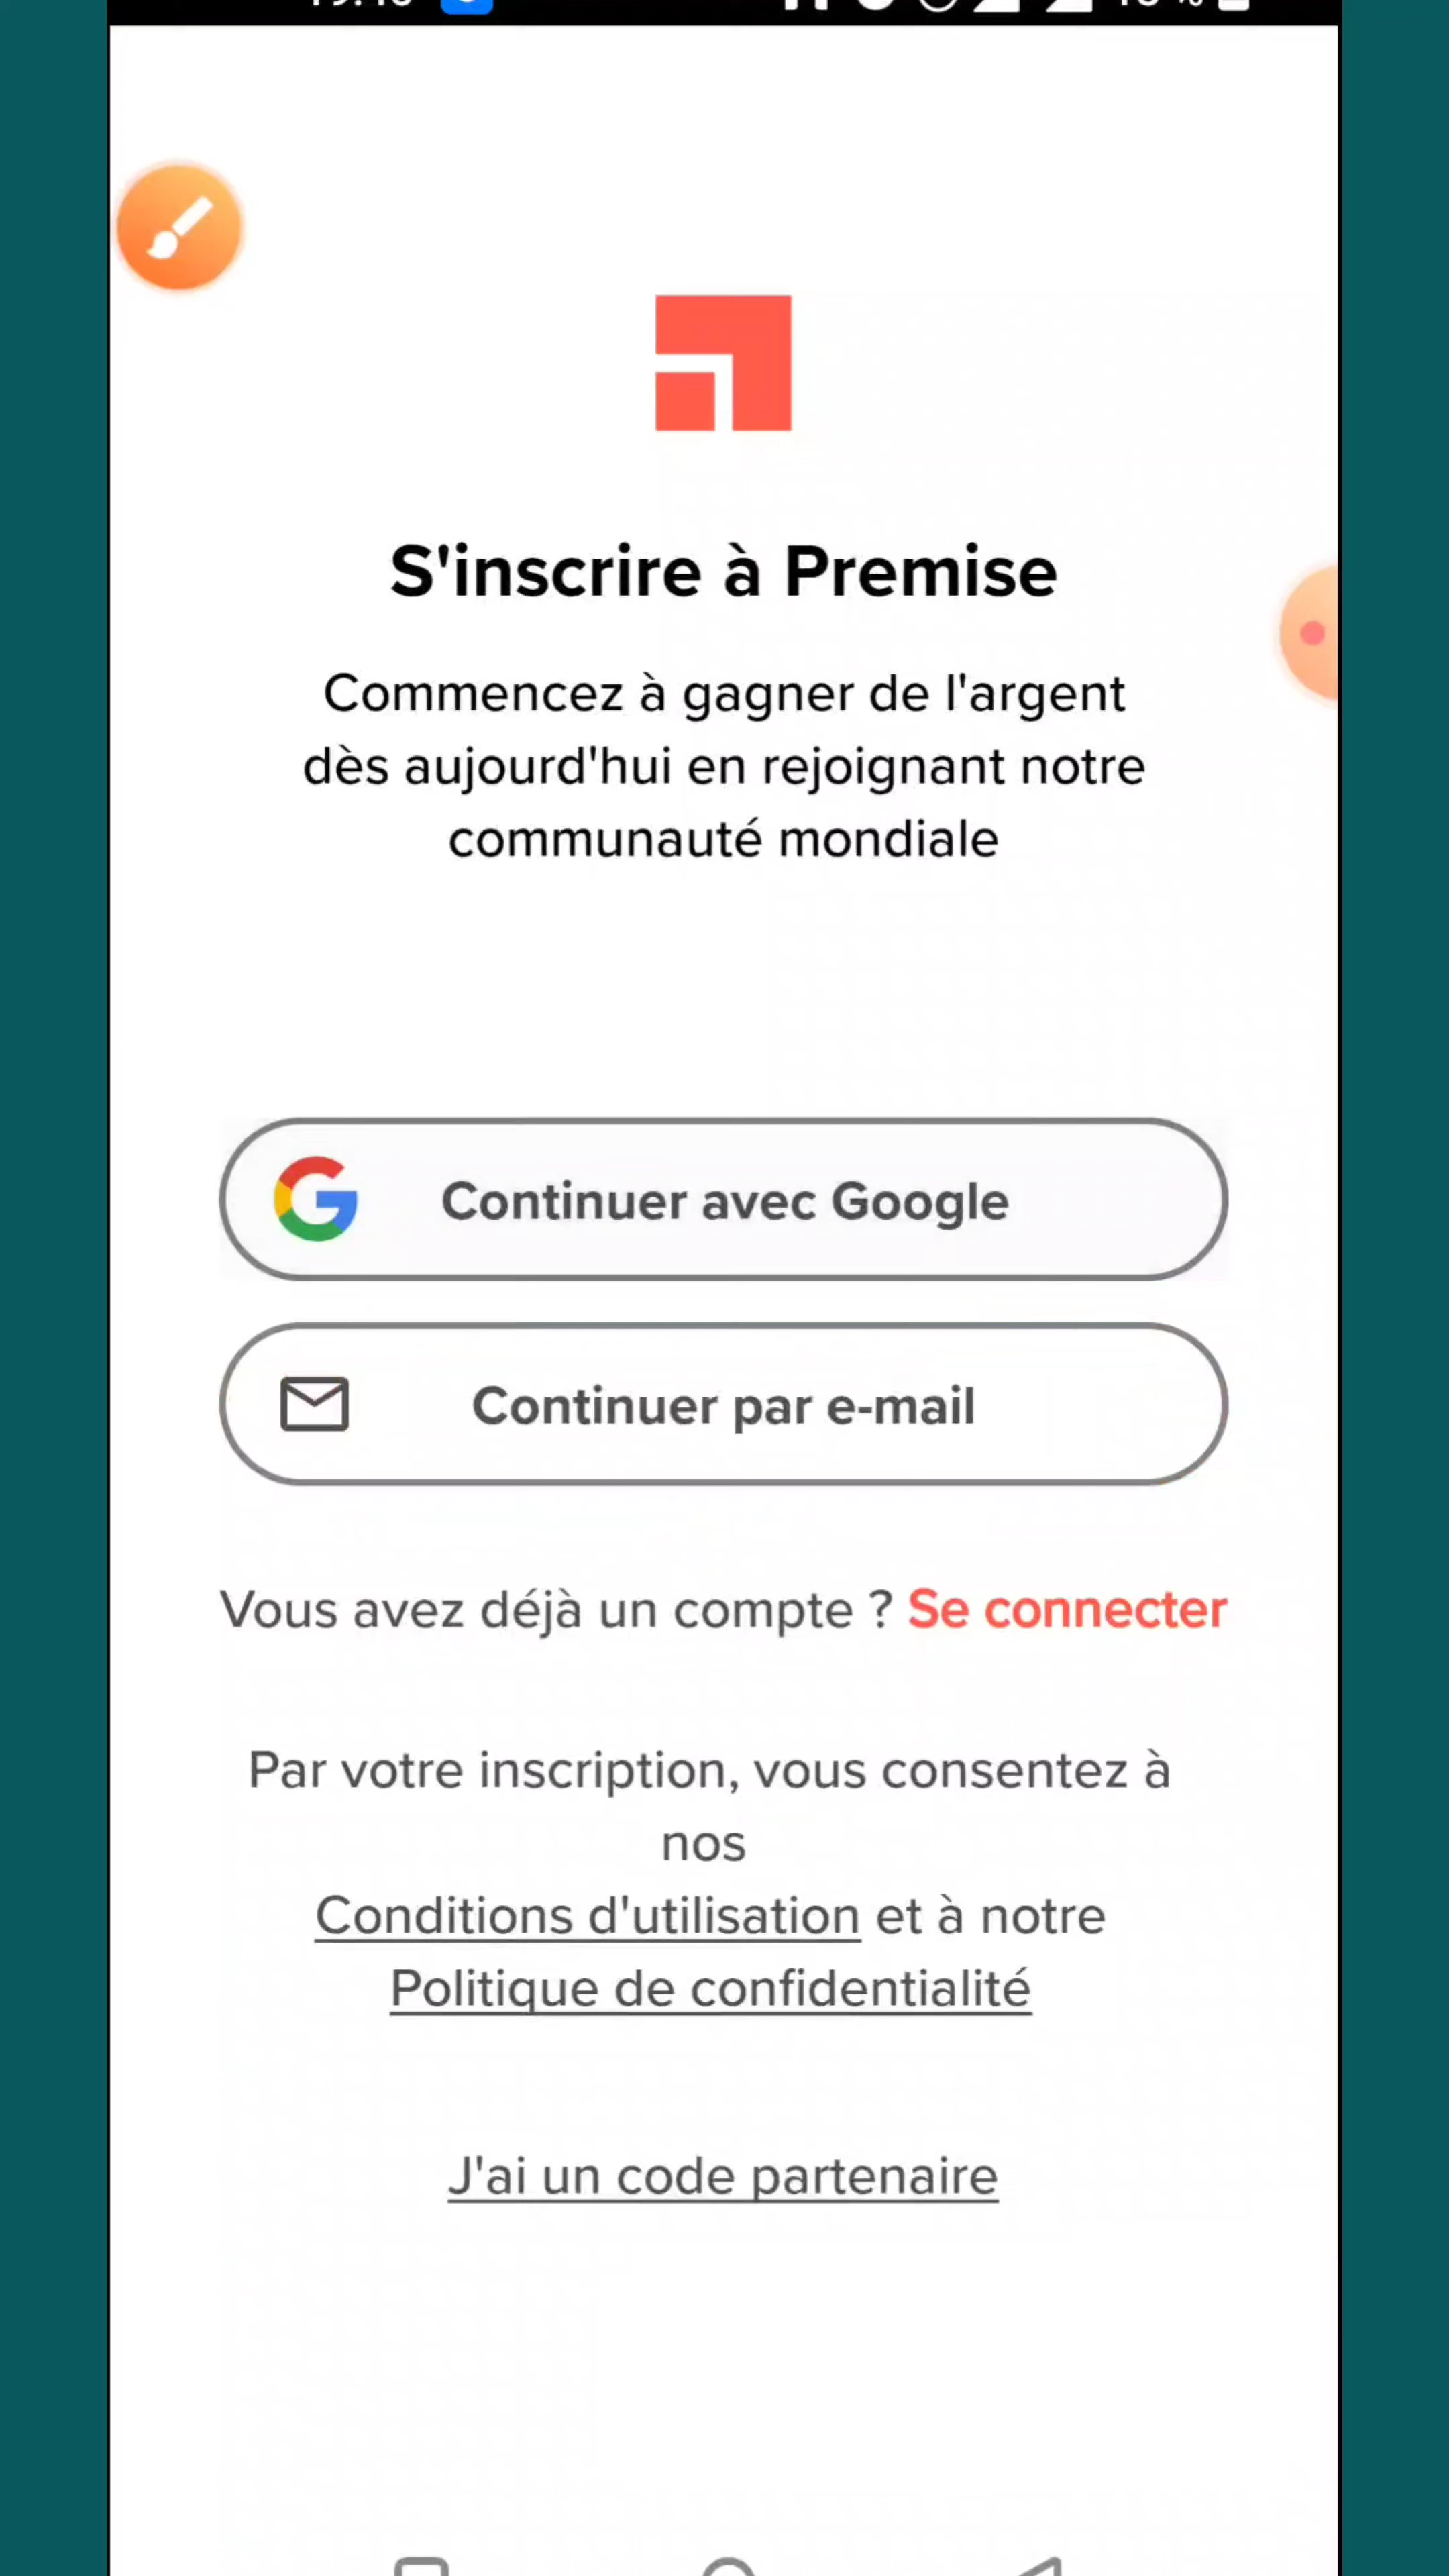 S'inscrire à Premise
Commencez à gagner de l'argent
dès aujourd'hui en rejoignant notre
communauté mondiale
Continuer avec Google
Continuer par e-mail
Vous avez déjà un compte ? Se connecter
Par votre inscription, vous consentez à
nos
Conditions d'utilisation et à notre
Politique de confidentialité
J'ai un code partenaire